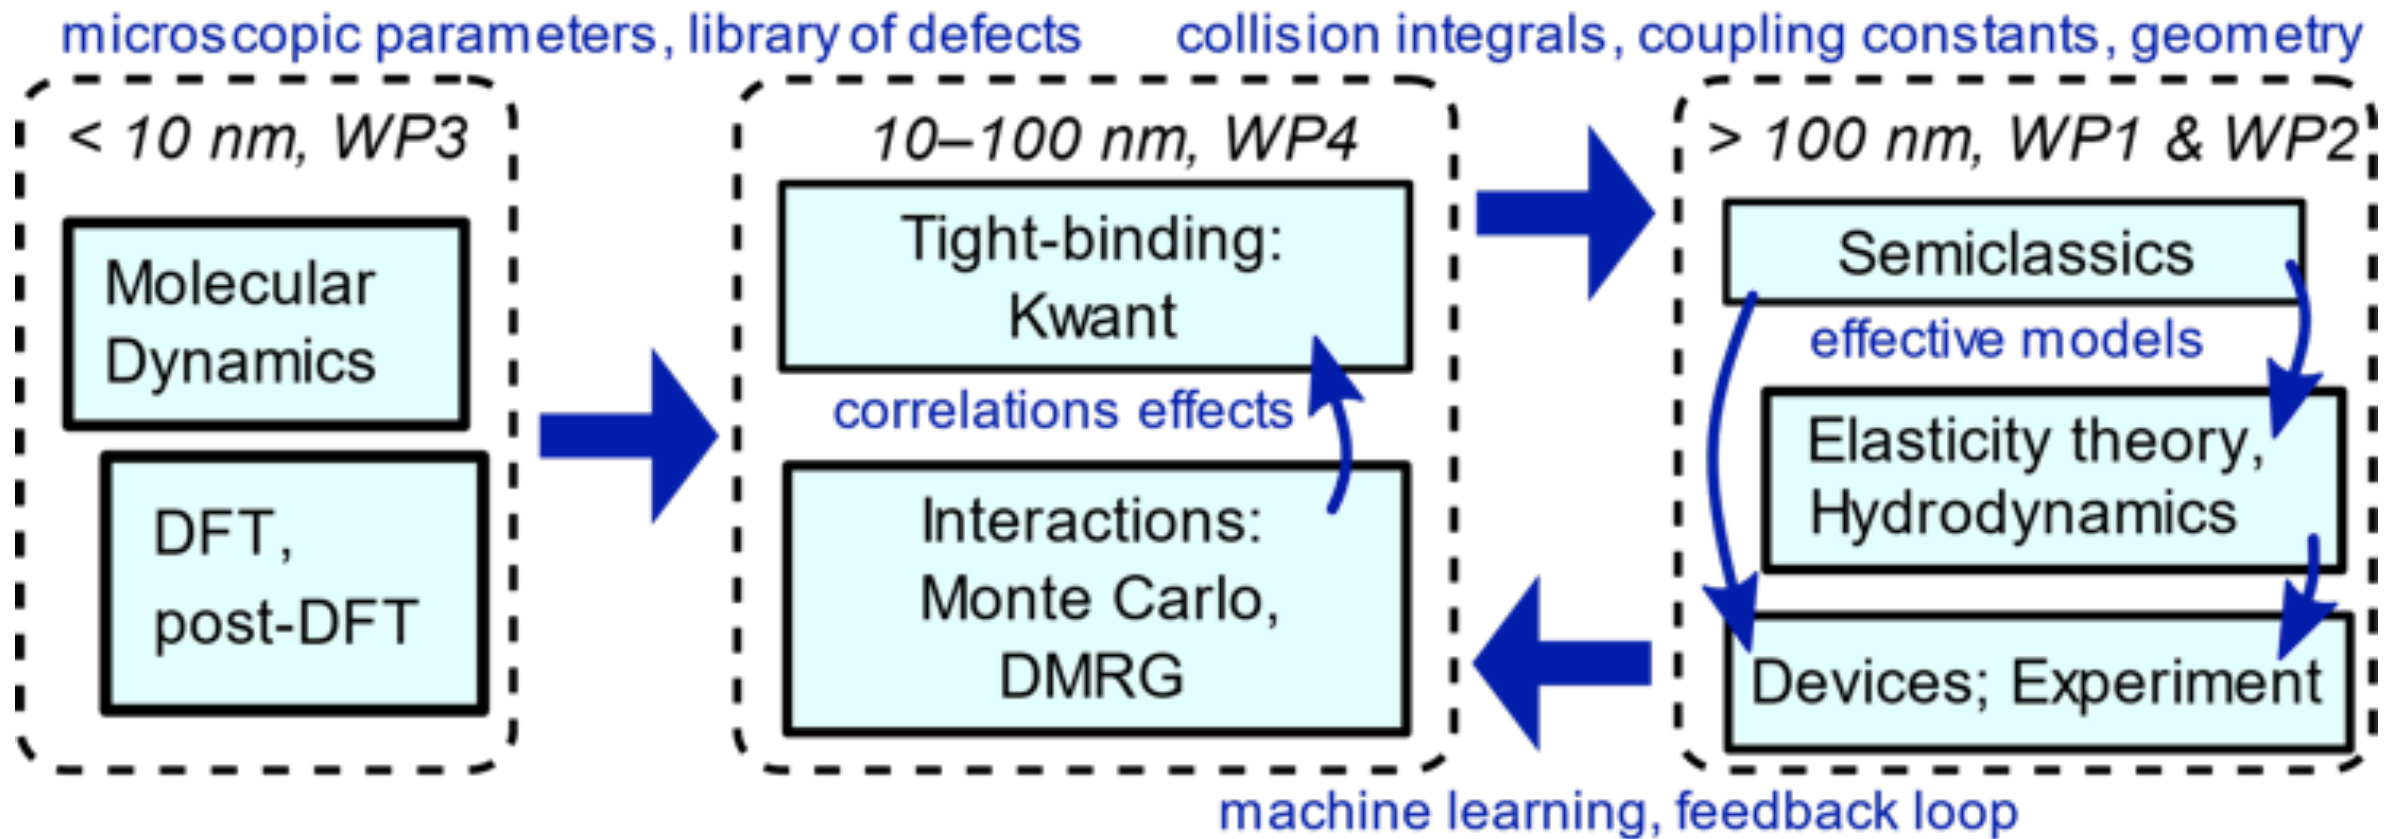 microscopic parameters, library of defects
collision integrals, coupling constants, geometry
< 10 nm, WP3
Molecular
Dynamics
DFT,
post-DFT
10–100 nm, WP4
Tight-binding:
Kwant
correlations effects
Interactions:
Monte Carlo,
DMRG
> 100 nm, WP1 & WP2
Semiclassics
effective models
Elasticity theory,
Hydrodynamics
Devices; Experiment
machine learning, feedback loop